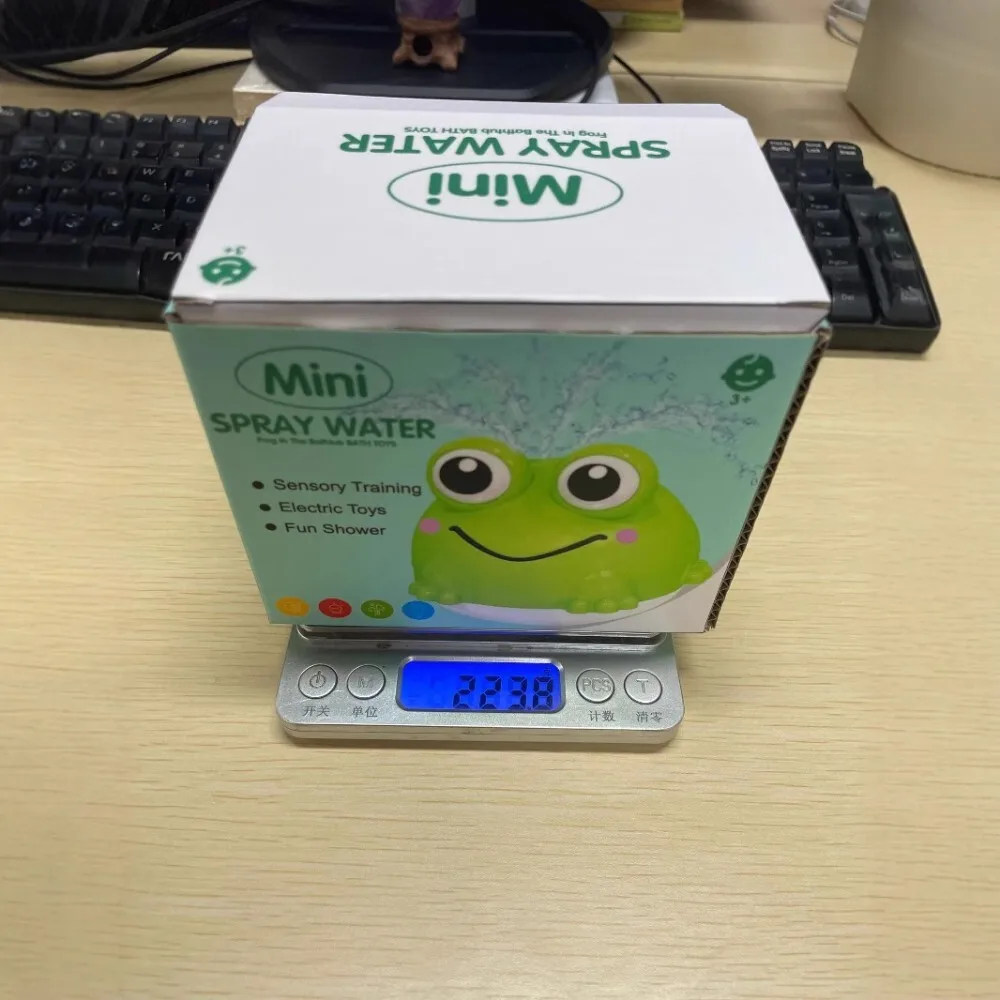 Mini
SPRAY WATER
Frog In The Bathtub BATH TOYS
3+
Mini
SPRAY WATER
Frog In The Bathtub BATH TOYS
3+
Sensory Training
Electric Toys
Fun Shower
M
223.8
PCS
T
开关
单位
计数
清零